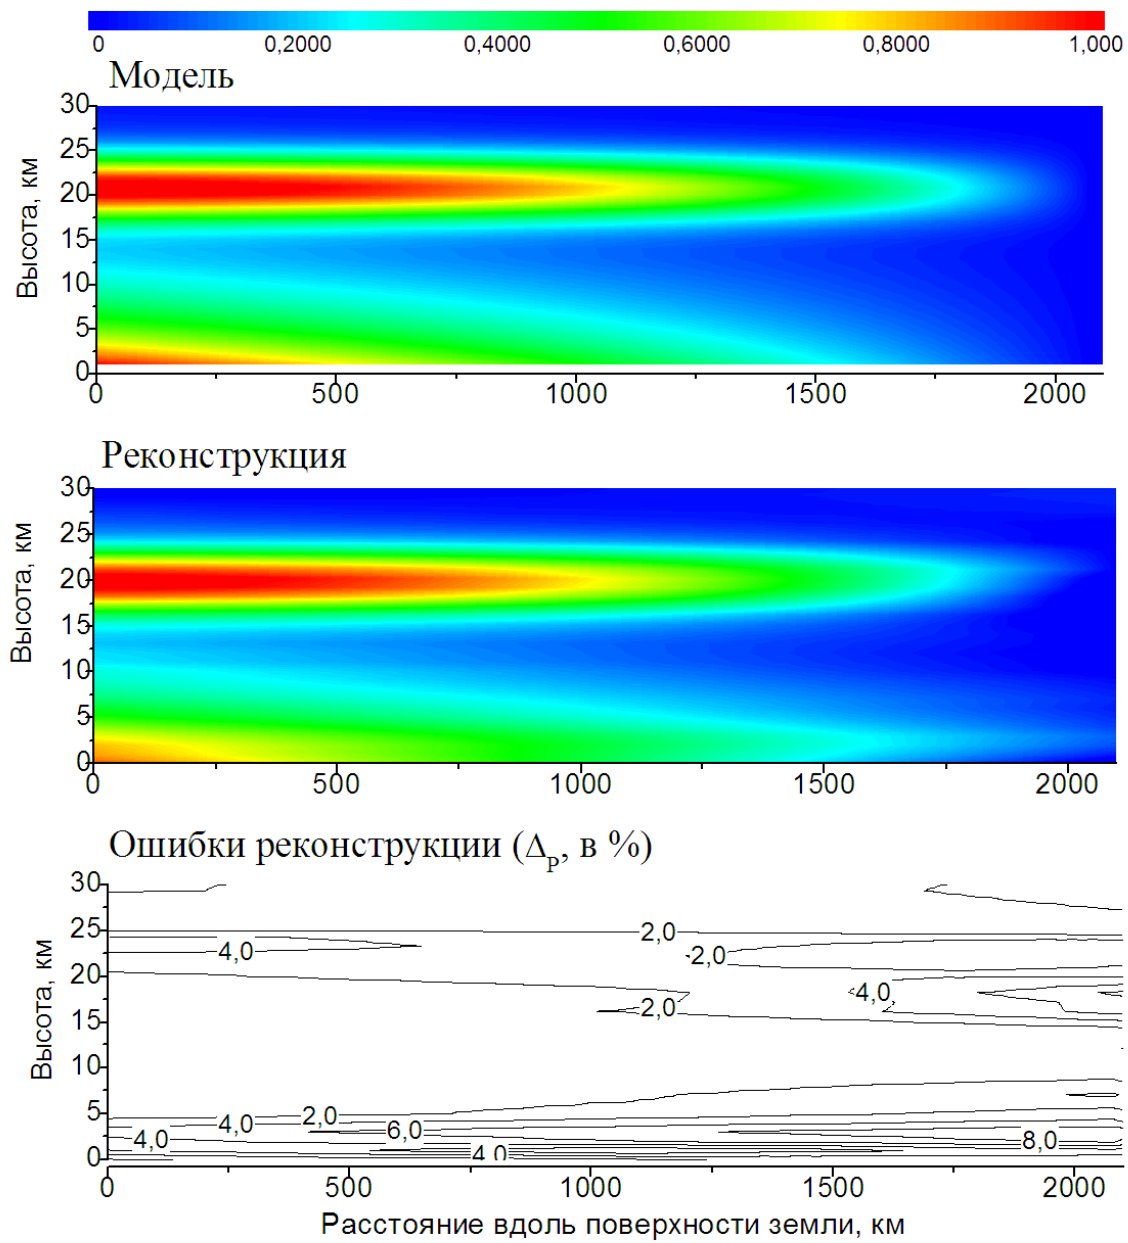 0 0,2000 0,4000 0,6000 0,8000 1,000
Модель
Высота, км
30
25
20
15
10
5
0
0 500 1000 1500 2000
Реконструкция
Высота, км
30
25
20
15
10
5
0
0 500 1000 1500 2000
Ошибки реконструкции (Δр, в %)
Высота, км
30
25
20
15
10
5
0
2,0
4,0
-2,0
4,0
2,0
2,0
4,0
6,0
4,0
8,0
4,0
0 500 1000 1500 2000
Расстояние вдоль поверхности земли, км